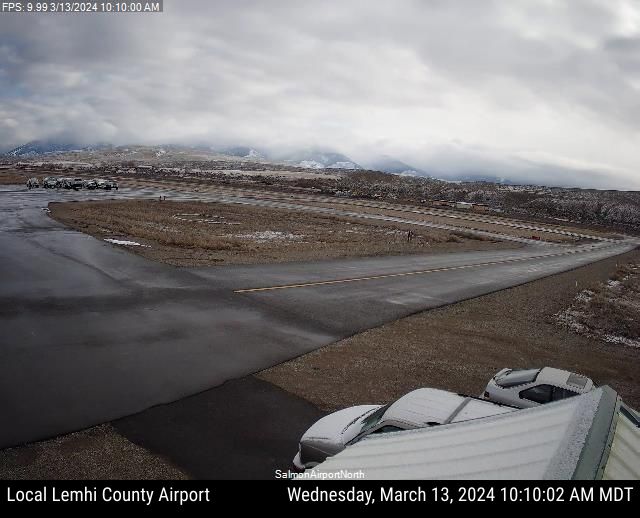 FPS: 9.99 3/13/2024 10:10:00 AM
SalmonAirportNorth
Local Lemhi County Airport Wednesday, March 13, 2024 10:10:02 AM MDT